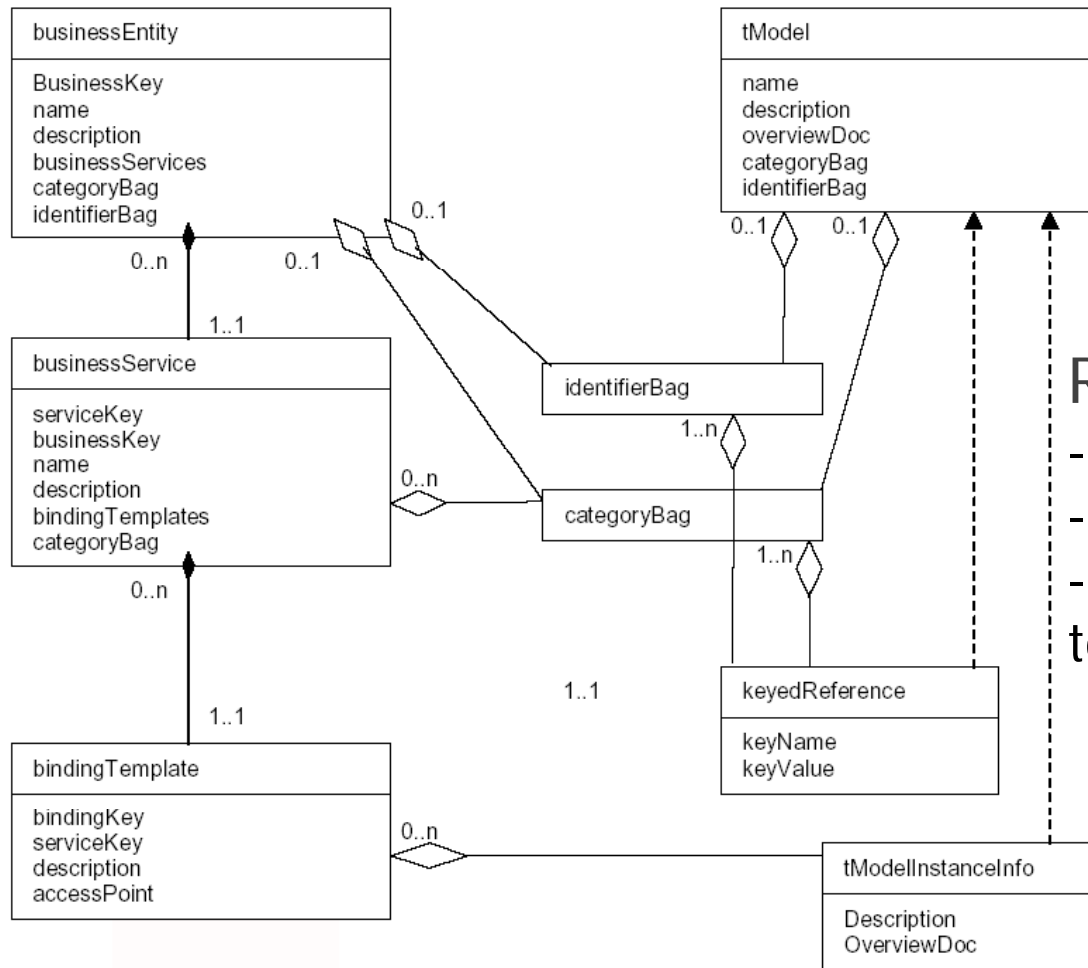 businessEntity
BusinessKey
name
description
businessServices
categoryBag
identifierBag
0..n
0..1
0..1
1..1
tModel
name
description
overviewDoc
categoryBag
identifierBag
0..1
0..1
businessService
serviceKey
businessKey
name
description
bindingTemplates
categoryBag
0..n
0..n
1..1
identifierBag
1..n
categoryBag
1..n
1..1
keyedReference
keyName
keyValue
bindingTemplate
bindingKey
serviceKey
description
accessPoint
0..n
tModelInstanceInfo
Description
OverviewDoc
-
-
-